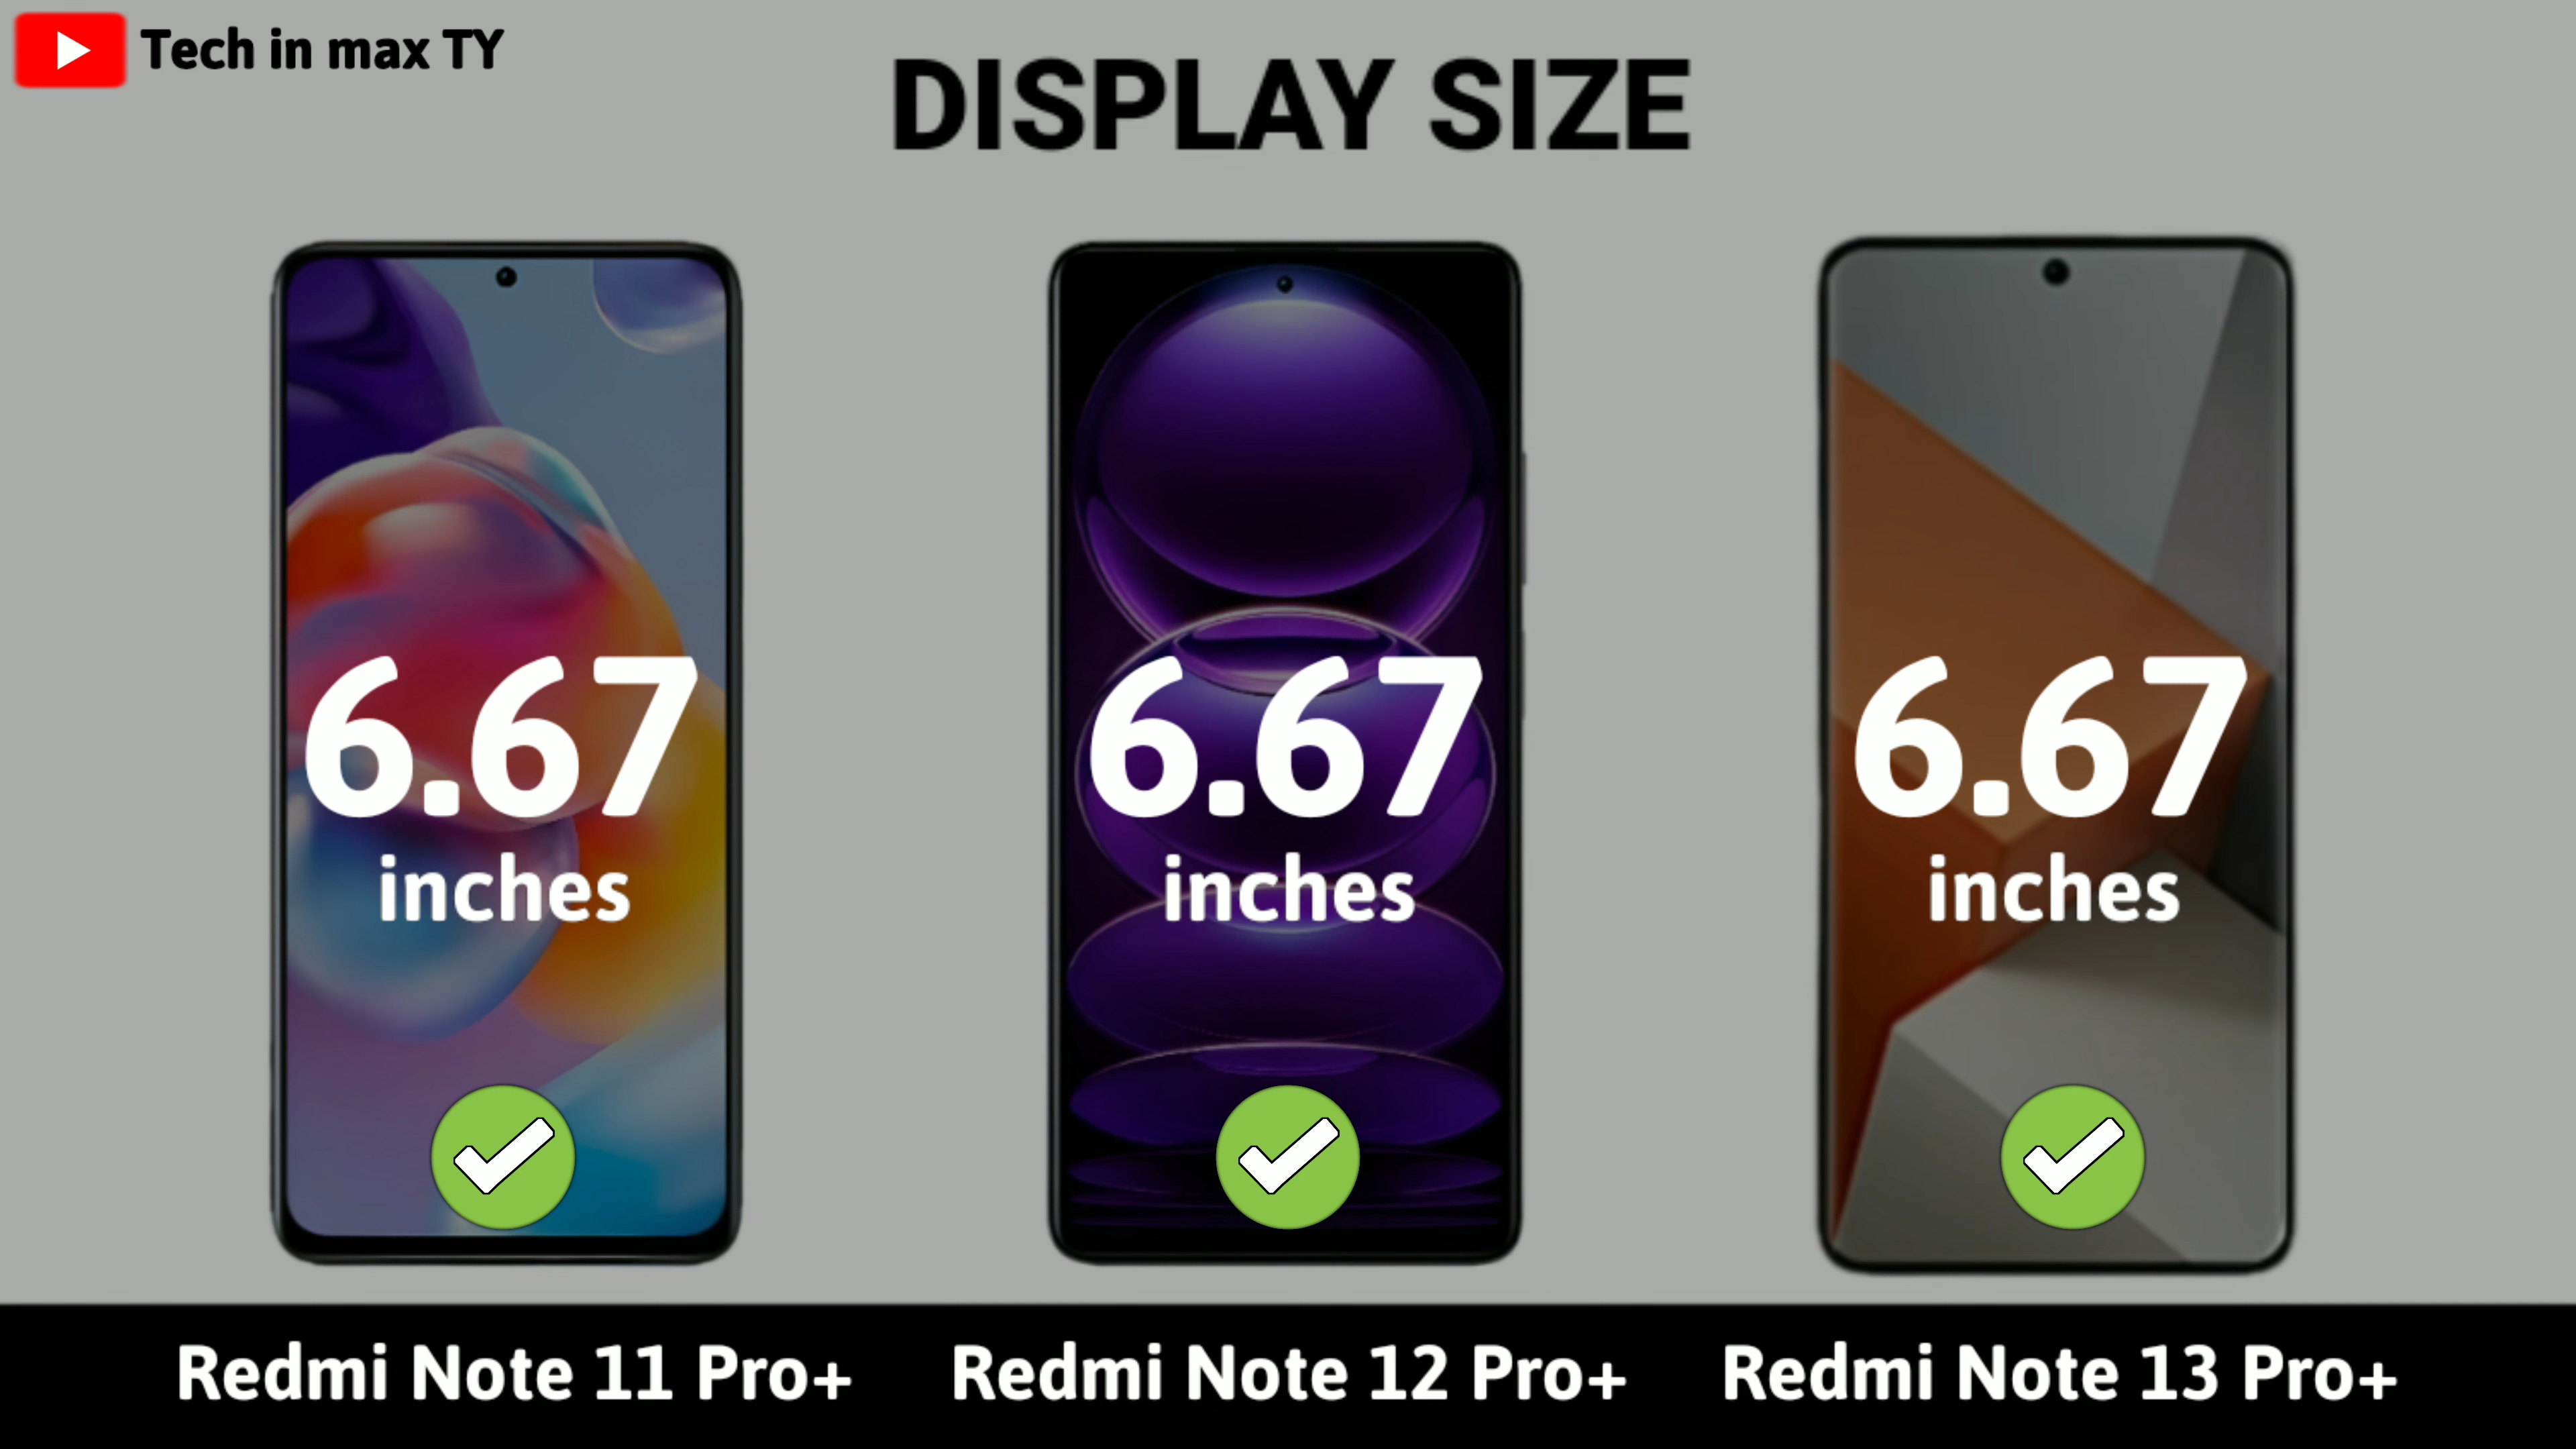 Tech in max TY
DISPLAY SIZE
6.67
inches
6.67
inches
6.67
inches
Redmi Note 11 Pro+
Redmi Note 12 Pro+
Redmi Note 13 Pro+